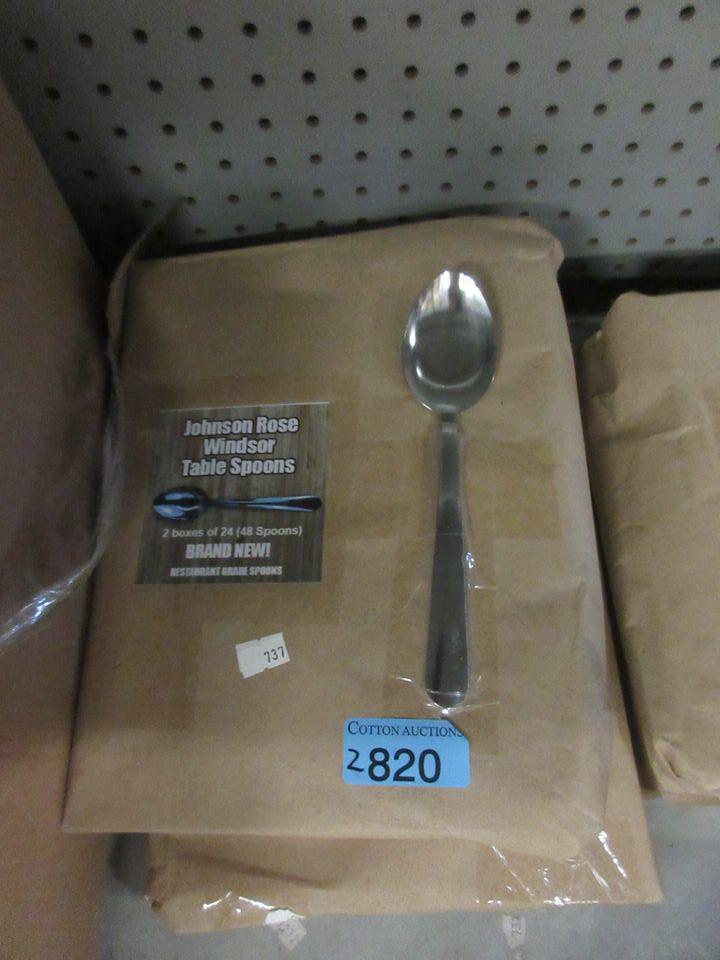 Johnson Rose
Windsor
Table Spoons
2 boxes of 24 (48 Spoons)
BRAND NEW!
RESTAURANT GRADE SPOONS
737
COTTON AUCTIONS
2820